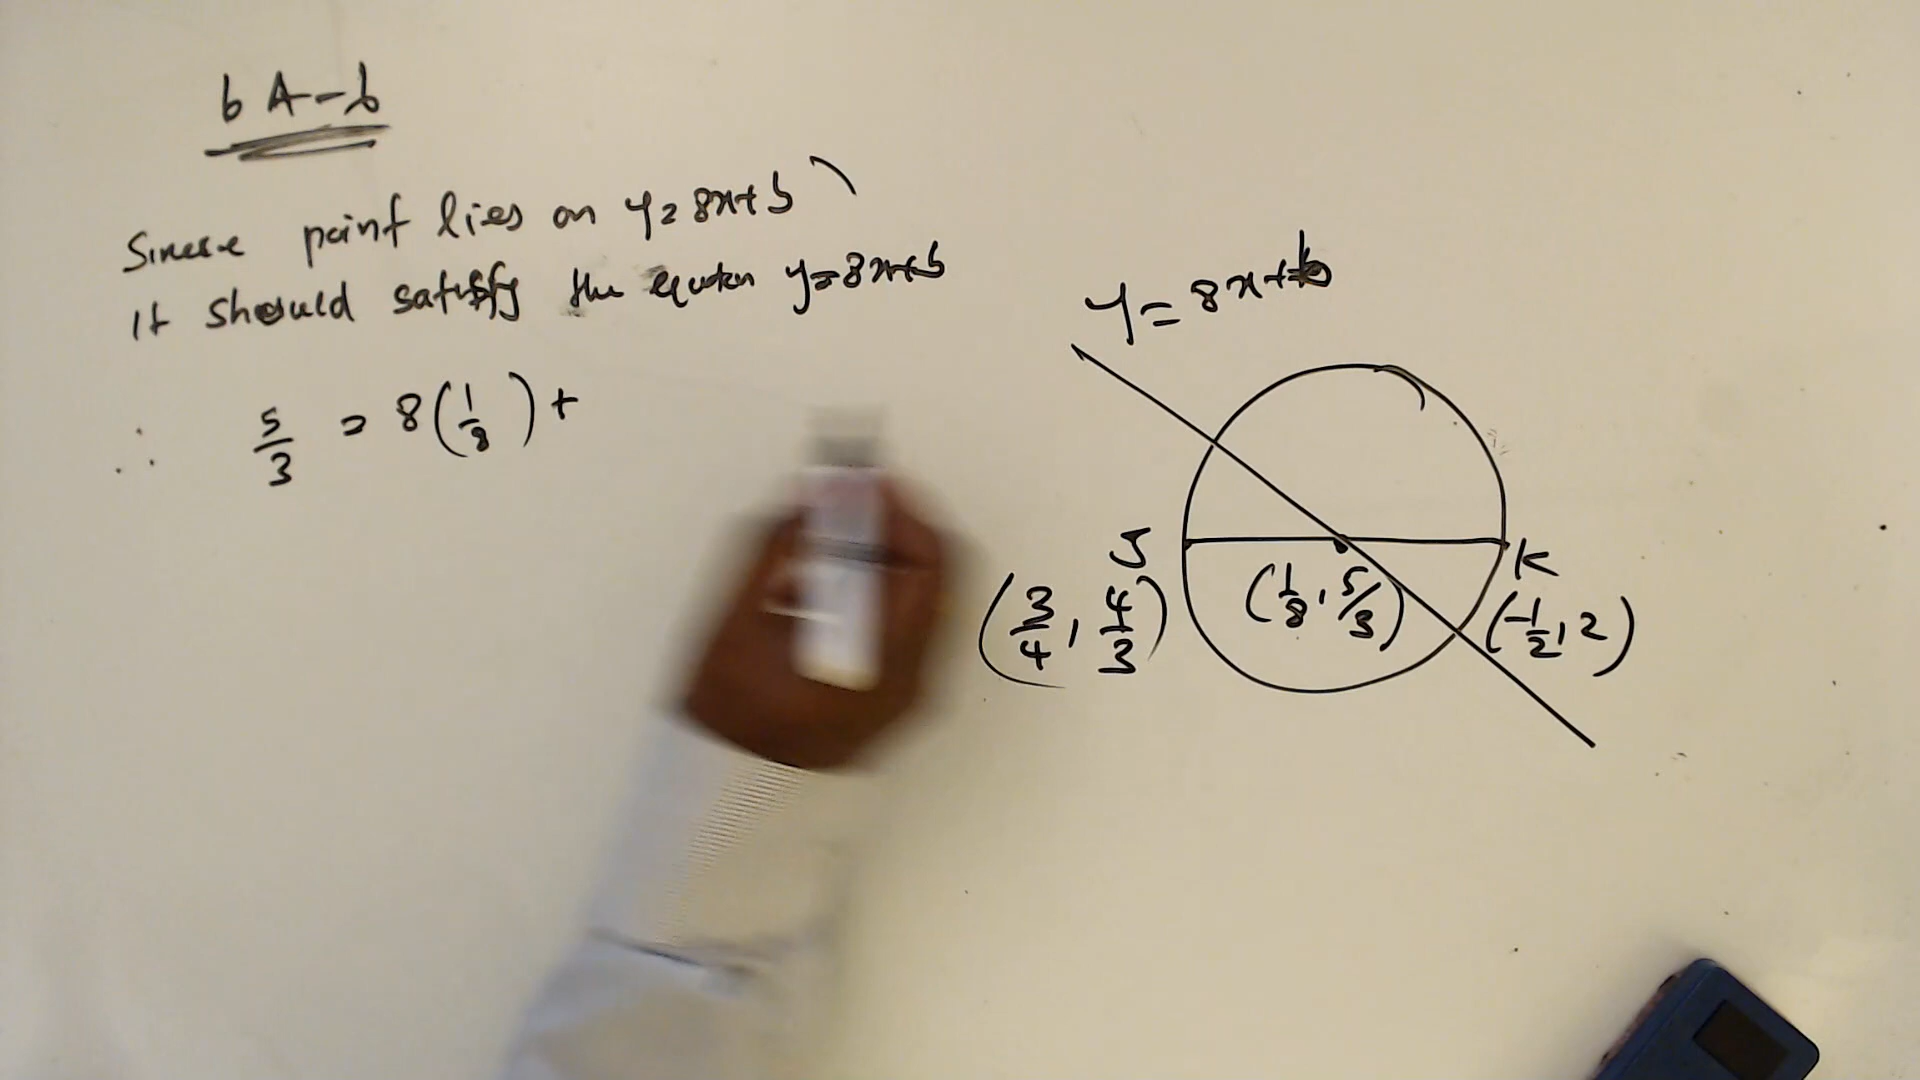 6 A-b
Since point lies on y=8x+b
it should satisfy the equation y=8x+b
∴ 5/3 = 8(1/8)+
y=8x+b
J
K
(3/4, 4/3)
(1/8, 5/3)
(-1/2, 2)